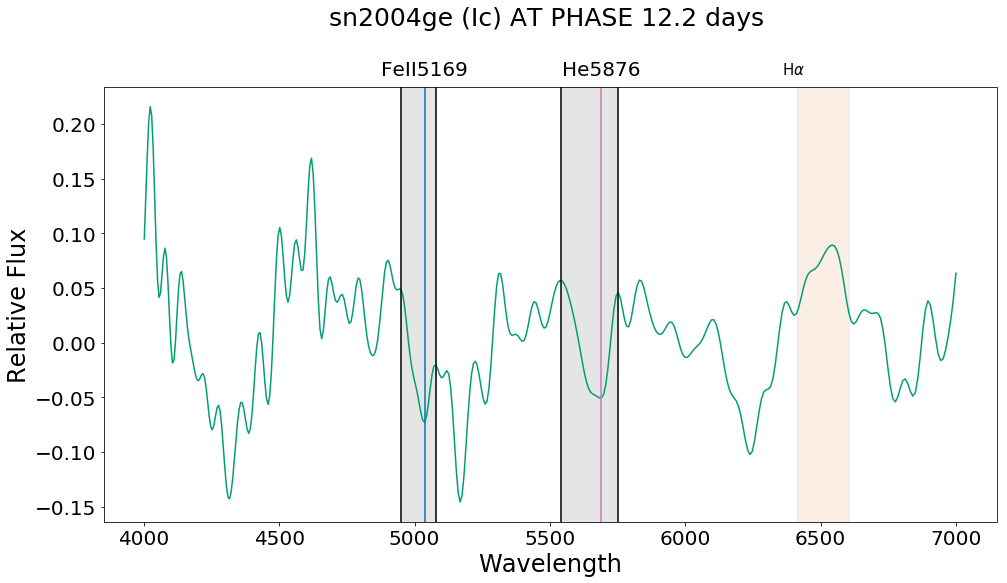 sn2004ge (Ic) AT PHASE 12.2 days
FeII5169 He5876 Hα
0.20
0.15
0.10
0.05
0.00
−0.05
−0.10
−0.15
Relative Flux
4000 4500 5000 5500 6000 6500 7000
Wavelength